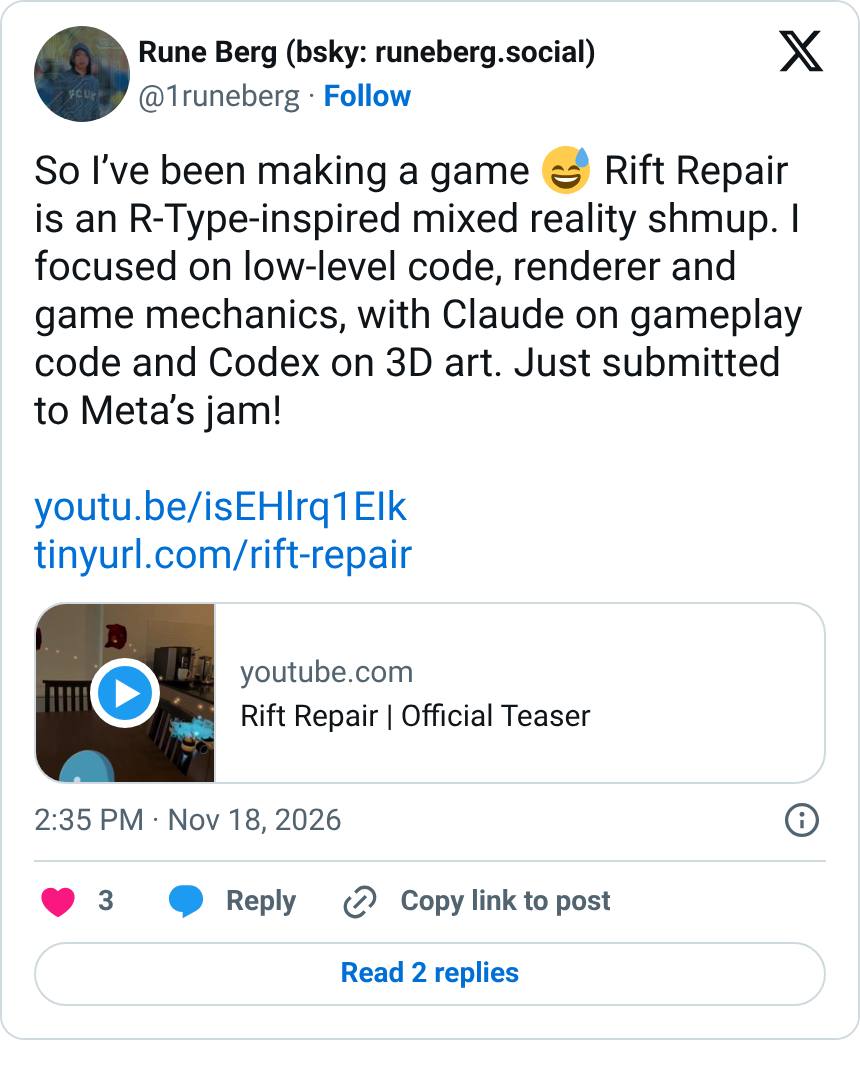 Rune Berg (bsky: runeberg.social)
@1runeberg · Follow
So I’ve been making a game 😅 Rift Repair
is an R-Type-inspired mixed reality shmup. I
focused on low-level code, renderer and
game mechanics, with Claude on gameplay
code and Codex on 3D art. Just submitted
to Meta’s jam!
youtu.be/isEHlrq1EIk
tinyurl.com/rift-repair
youtube.com
Rift Repair | Official Teaser
2:35 PM · Nov 18, 2026
3 Reply Copy link to post
Read 2 replies